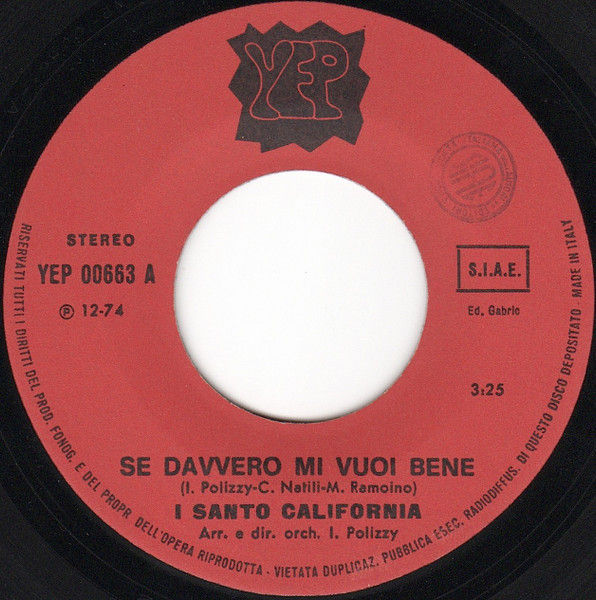 YEP
STEREO
YEP 00663 A
Ⓟ 12-74
S.I.A.E.
Ed. Gabric
3:25
SE DAVVERO MI VUOI BENE
(I. Polizzy-C. Natili-M. Ramoino)
I SANTO CALIFORNIA
Arr. e dir. orch. I. Polizzy
RISERVATI TUTTI I DIRITTI DEL PROD. FONOG. E DEL PROPR. DELL'OPERA RIPRODOTTA - VIETATA DUPLICAZ. PUBBLICA ESEC. RADIODIFFUS. DI QUESTO DISCO DEPOSITATO - MADE IN ITALY